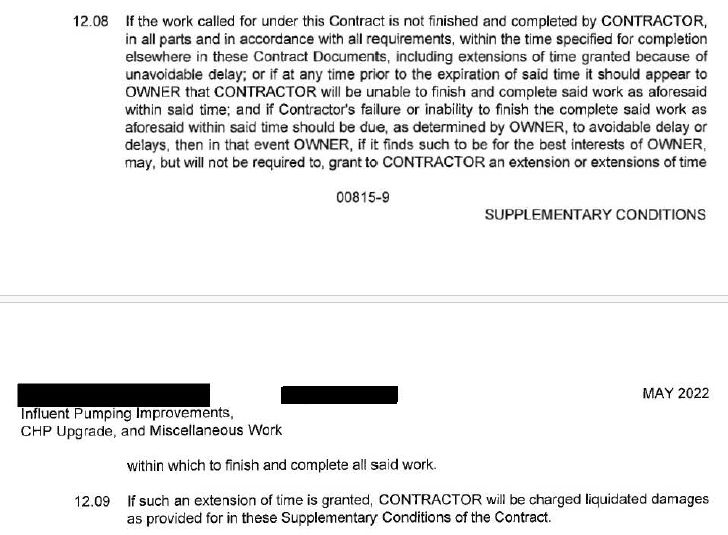 12.08 If the work called for under this Contract is not finished and completed by CONTRACTOR,
in all parts and in accordance with all requirements, within the time specified for completion
elsewhere in these Contract Documents, including extensions of time granted because of
unavoidable delay; or if at any time prior to the expiration of said time it should appear to
OWNER that CONTRACTOR will be unable to finish and complete said work as aforesaid
within said time; and if Contractor's failure or inability to finish the complete said work as
aforesaid within said time should be due, as determined by OWNER, to avoidable delay or
delays, then in that event OWNER, if it finds such to be for the best interests of OWNER,
may, but will not be required to, grant to CONTRACTOR an extension or extensions of time
00815-9
SUPPLEMENTARY CONDITIONS
MAY 2022
Influent Pumping Improvements,
CHP Upgrade, and Miscellaneous Work
within which to finish and complete all said work.
12.09 If such an extension of time is granted, CONTRACTOR will be charged liquidated damages
as provided for in these Supplementary Conditions of the Contract.